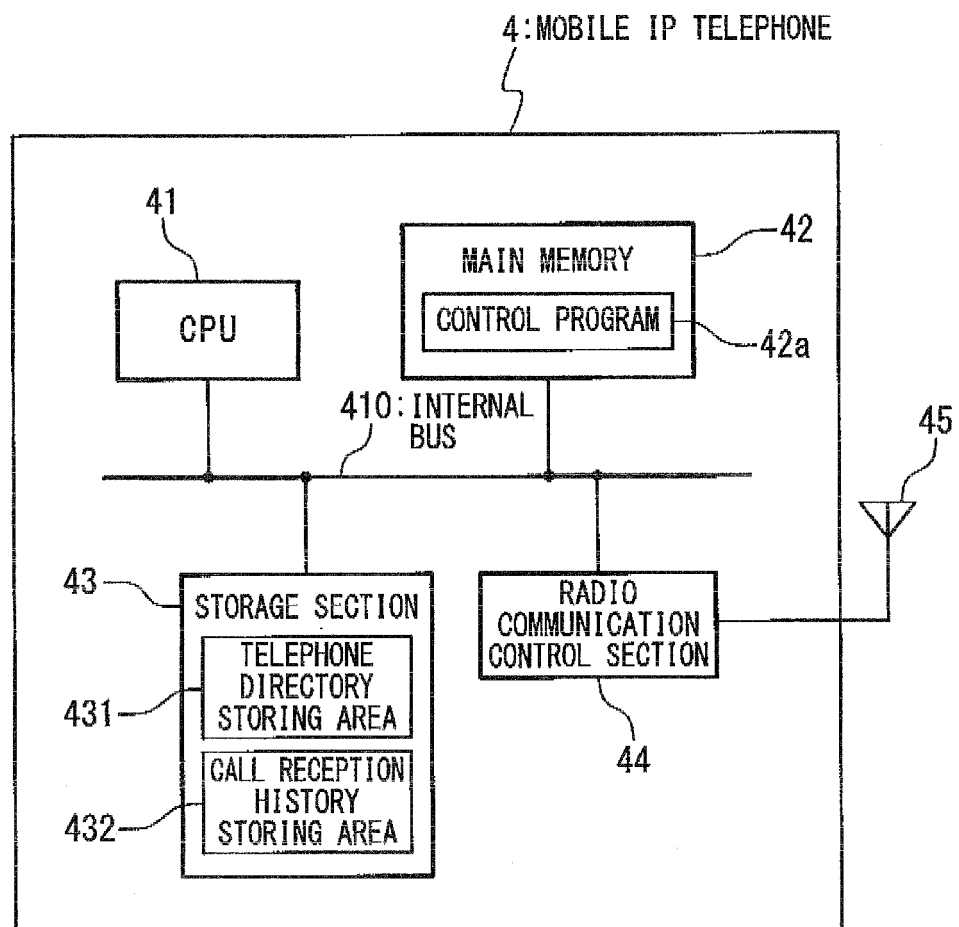 4:MOBILE IP TELEPHONE
41
CPU
42
MAIN MEMORY
CONTROL PROGRAM
42a
410:INTERNAL
BUS
45
43
STORAGE SECTION
TELEPHONE
DIRECTORY
STORING AREA
431
CALL RECEPTION
HISTORY
STORING AREA
432
RADIO
COMMUNICATION
CONTROL SECTION
44